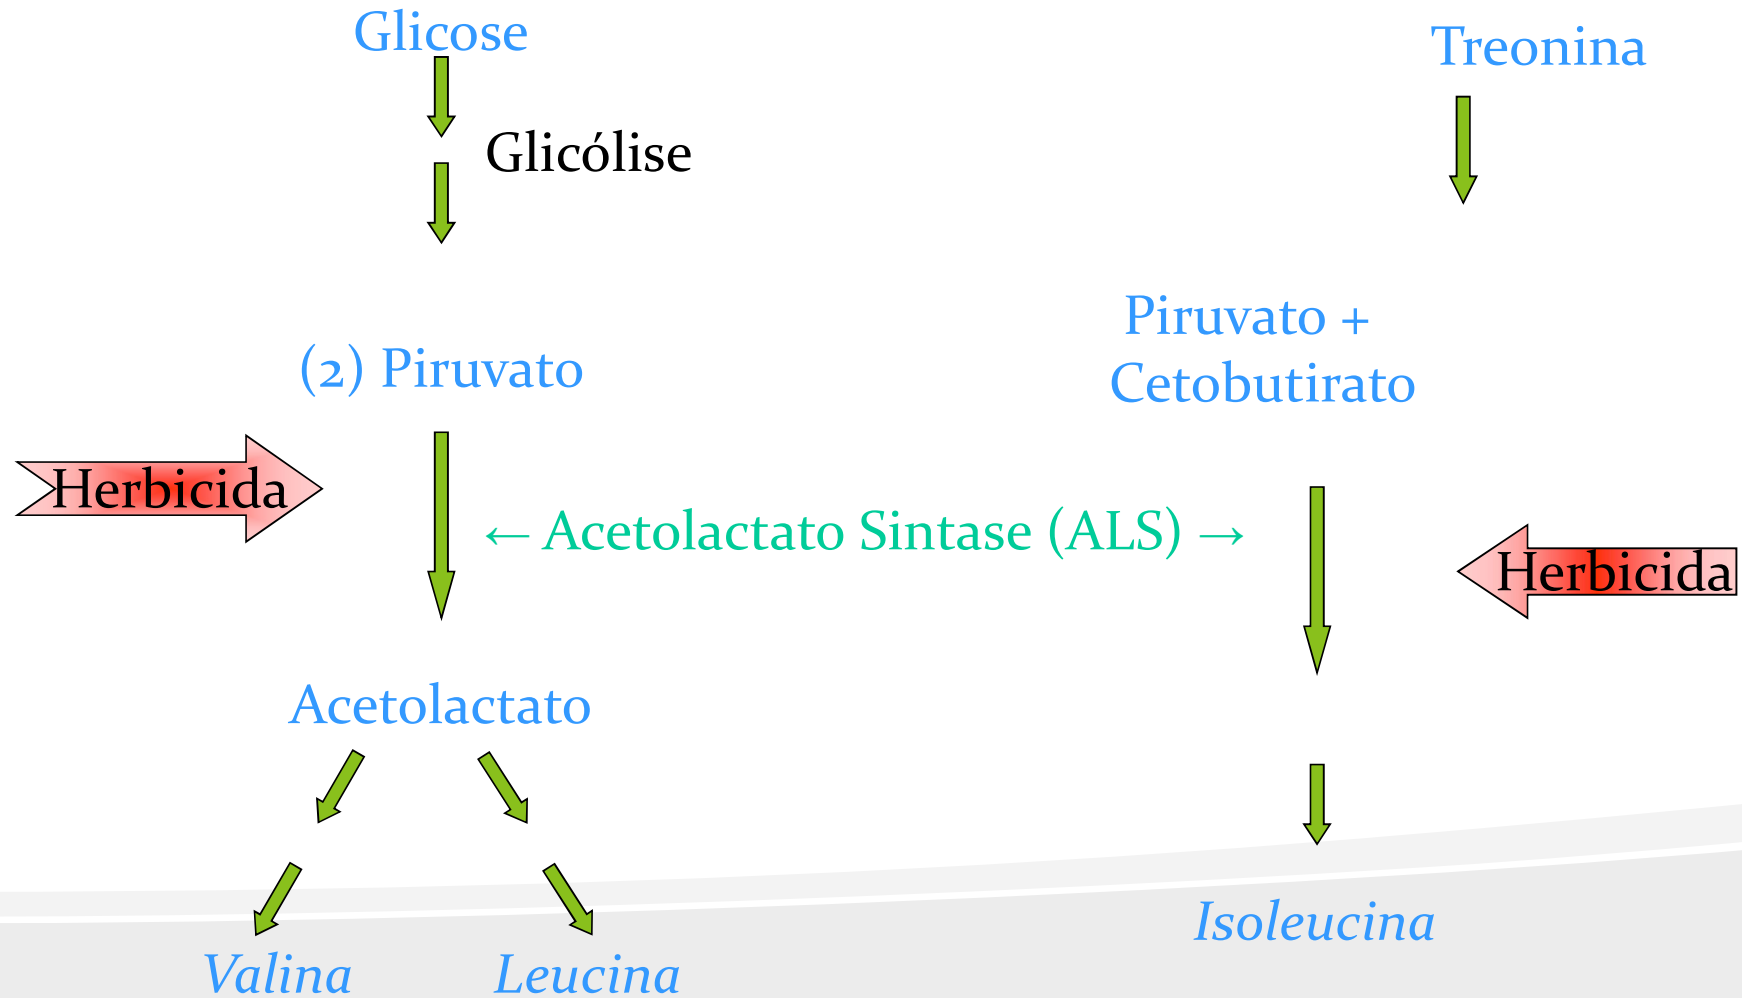 Glicose
Treonina
Glicólise
Piruvato +
Cetobutirato
(2) Piruvato
Herbicida
← Acetolactato Sintase (ALS) →
Herbicida
Acetolactato
Isoleucina
Valina
Leucina